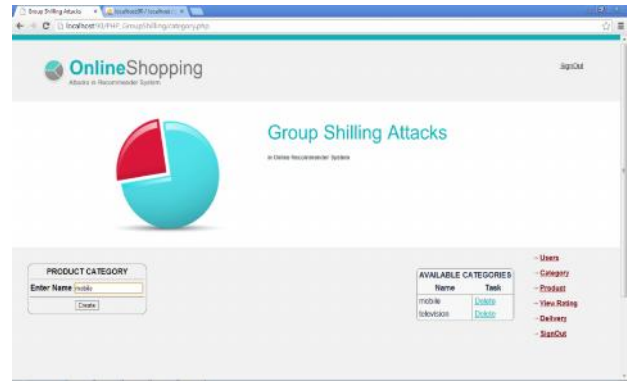 Group Shilling Attacks
localhost:90/PHP_GroupShilling/category.php
OnlineShopping
Attacks in Recommender System
SignOut
Group Shilling Attacks
in Online Recommender System
PRODUCT CATEGORY
Enter Name mobile
Create
AVAILABLE CATEGORIES
Name Task
mobile Delete
television Delete
Users
Category
Product
View Rating
Delivery
SignOut